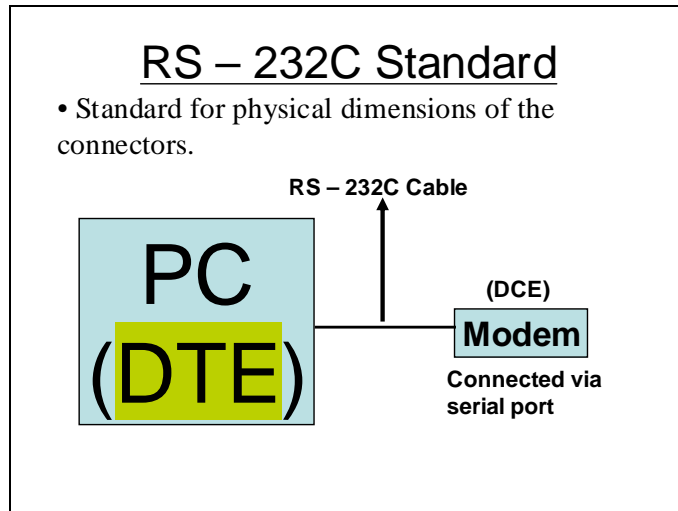 RS – 232C Standard
• Standard for physical dimensions of the
connectors.
RS – 232C Cable
PC
(DTE)
(DCE)
Modem
Connected via
serial port